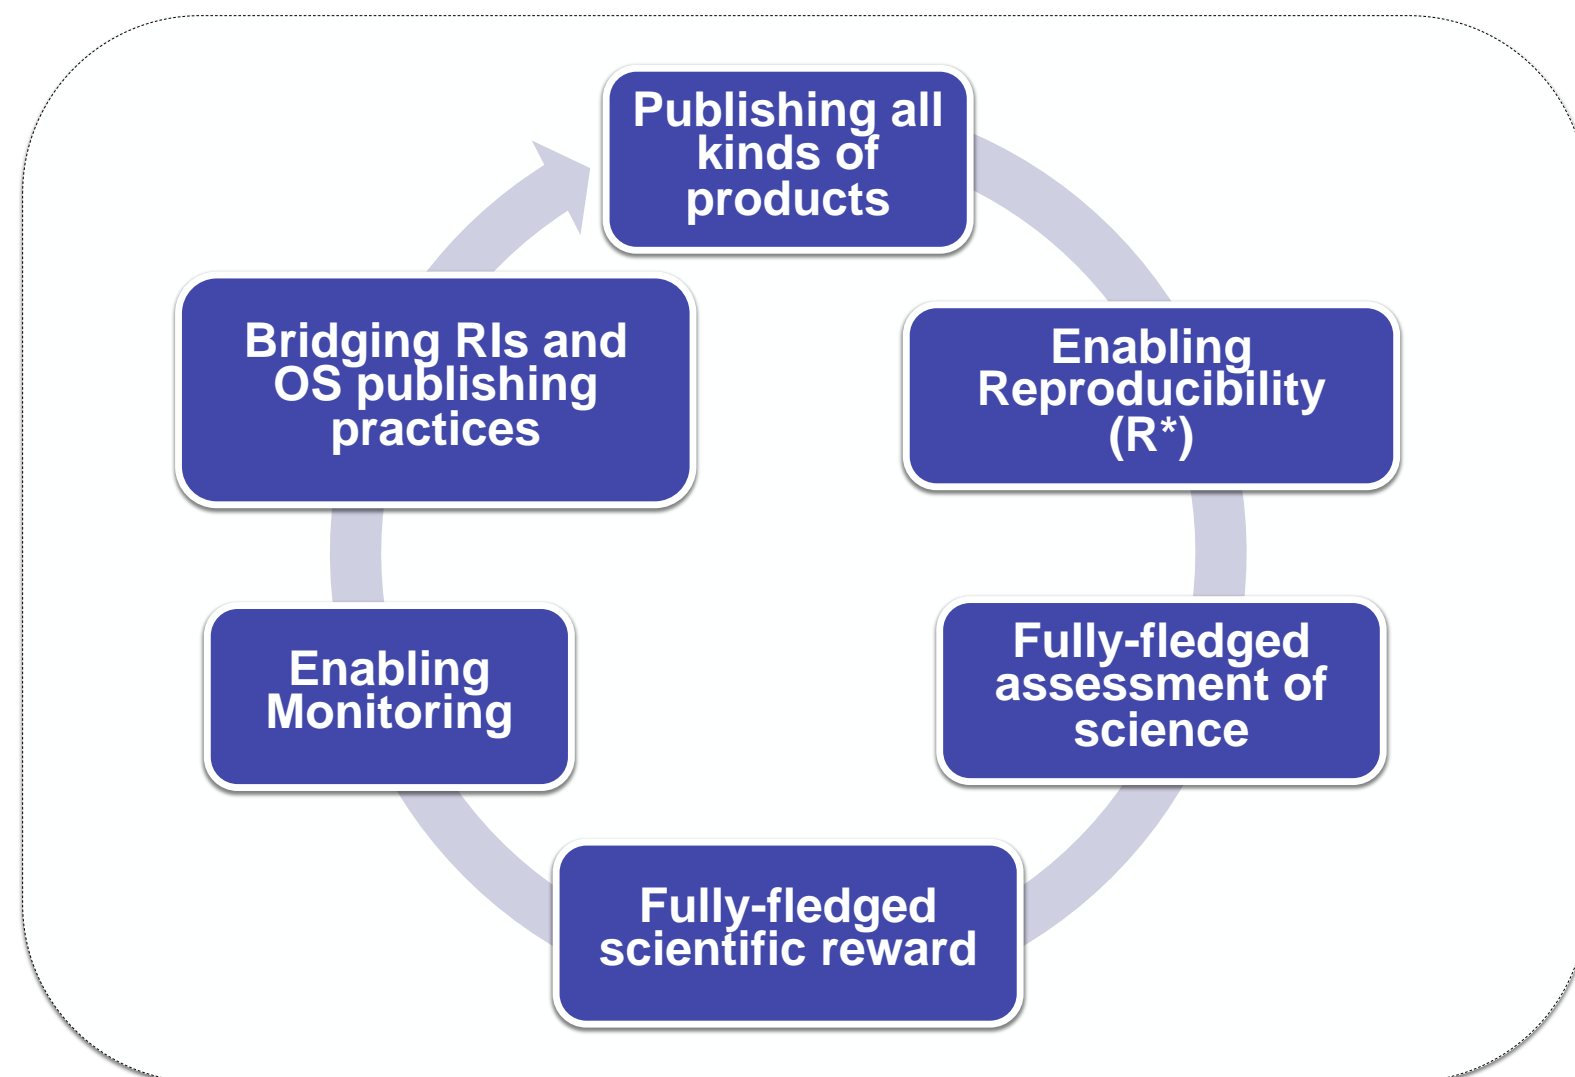 Publishing all
kinds of
products
Enabling
Reproducibility
(R*)
Fully-fledged
assessment of
science
Fully-fledged
scientific reward
Enabling
Monitoring
Bridging RIs and
OS publishing
practices